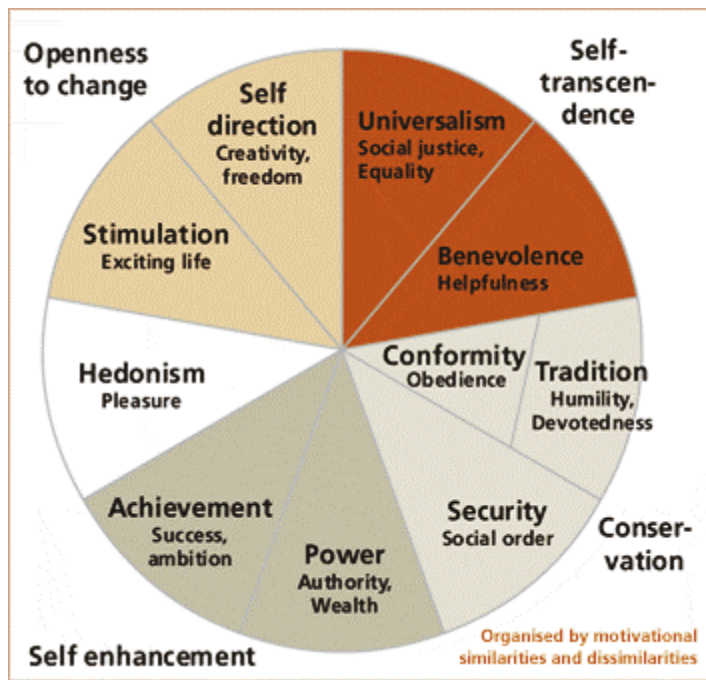 Openness
to change
Self-
transcen-
dence
Self
direction
Creativity,
freedom
Universalism
Social justice,
Equality
Stimulation
Exciting life
Benevolence
Helpfulness
Hedonism
Pleasure
Conformity
Obedience
Tradition
Humility,
Devotedness
Achievement
Success,
ambition
Power
Authority,
Wealth
Security
Social order
Conser-
vation
Self enhancement
Organised by motivational
similarities and dissimilarities